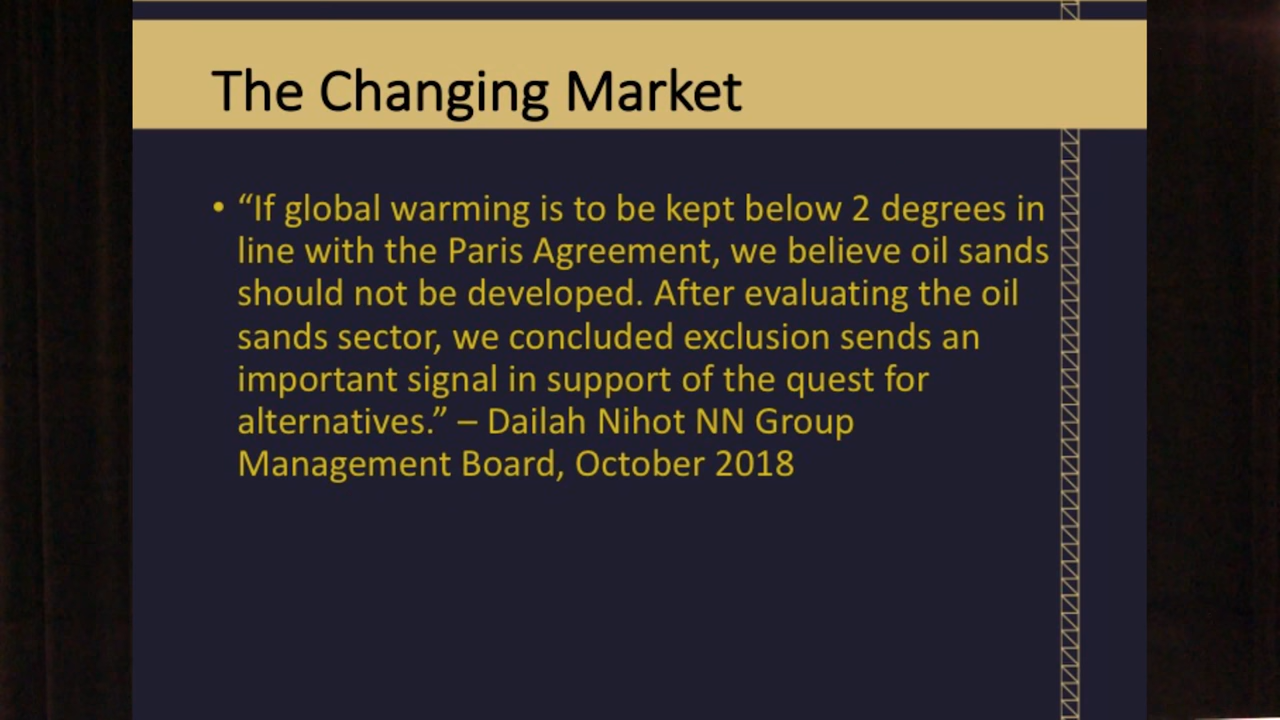 The Changing Market
• “If global warming is to be kept below 2 degrees in
line with the Paris Agreement, we believe oil sands
should not be developed. After evaluating the oil
sands sector, we concluded exclusion sends an
important signal in support of the quest for
alternatives.” – Dailah Nihot NN Group
Management Board, October 2018